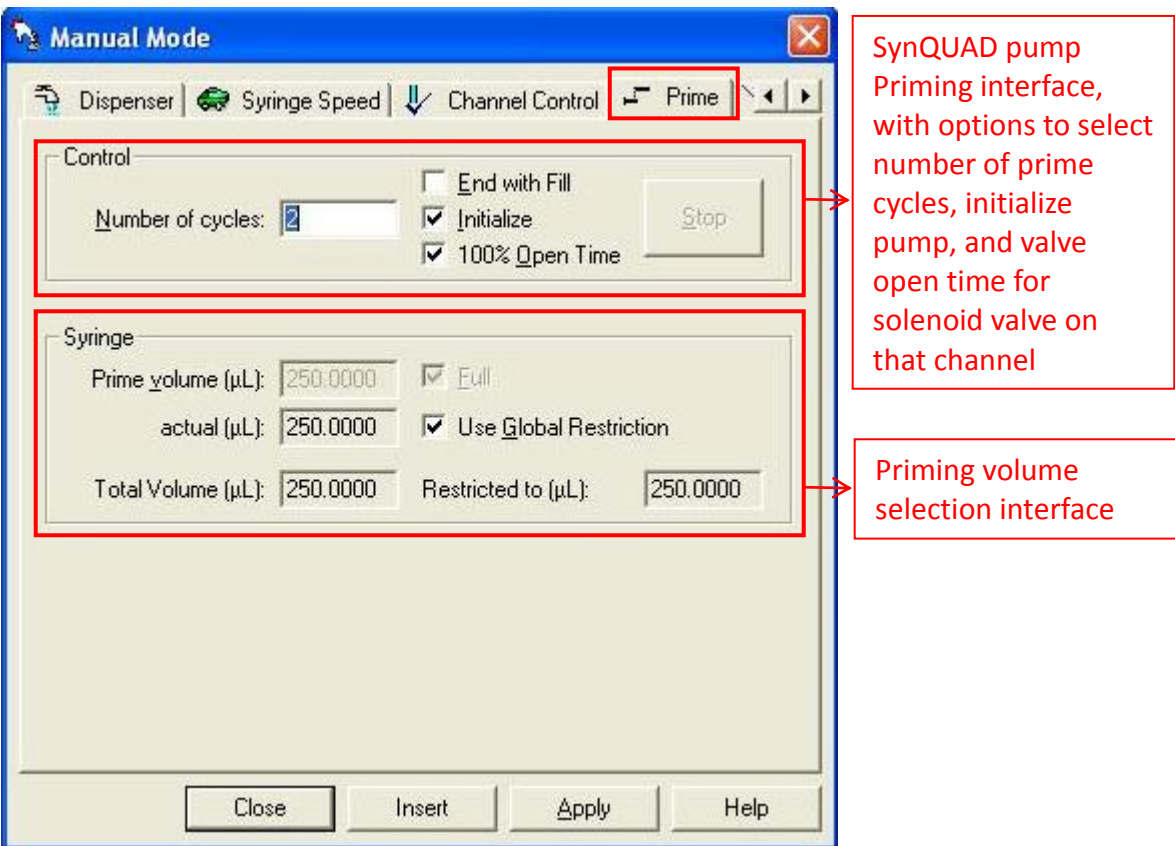 Manual Mode
Dispenser Syringe Speed Channel Control Prime
Control
Number of cycles: 2
End with Fill
Initialize
100% Open Time
Stop
Syringe
Prime volume (µL): 250.0000 Full
actual (µL): 250.0000 Use Global Restriction
Total Volume (µL): 250.0000 Restricted to (µL): 250.0000
Close Insert Apply Help
SynQUAD pump
Priming interface,
with options to select
number of prime
cycles, initialize
pump, and valve
open time for
solenoid valve on
that channel
Priming volume
selection interface